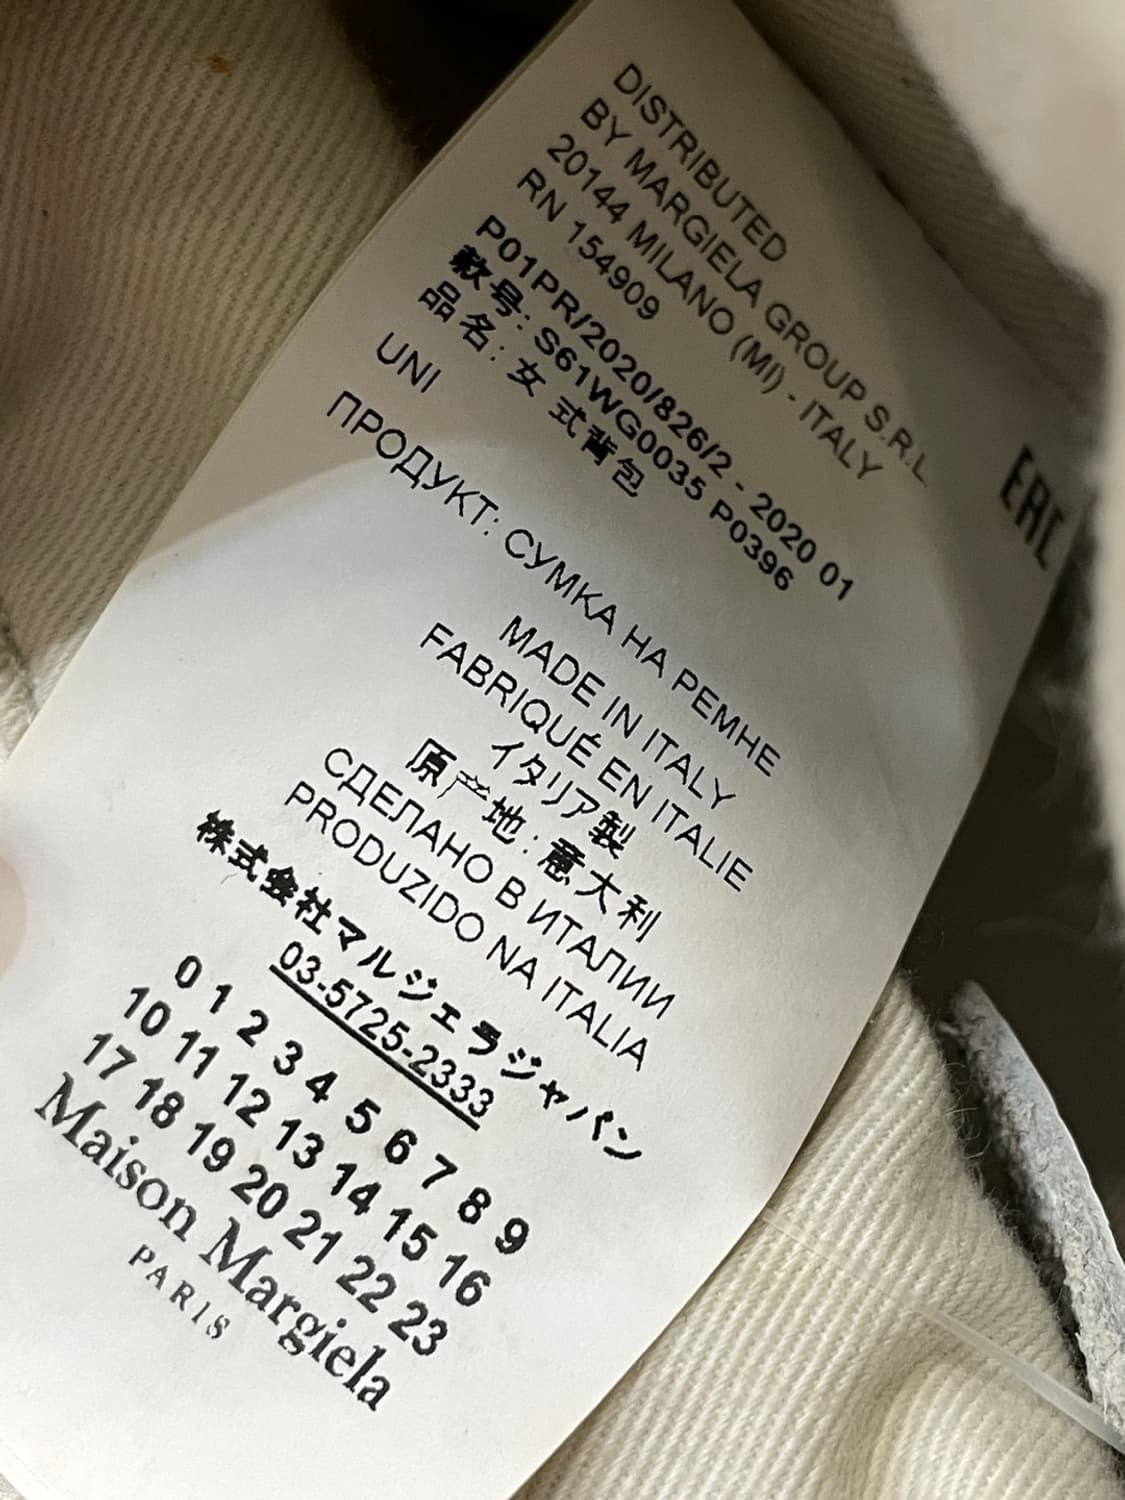 DISTRIBUTED
BY MARGIELA GROUP S.R.L
20144 MILANO (MI) - ITALY
RN 154909
EAC
P01PR/2020/826/2 - 2020 01
款号: S61WG0035 P0396
品名: 女 式背包
UNI
ПРОДУКТ: СУМКА НА РЕМНЕ
MADE IN ITALY
FABRIQUÉ EN ITALIE
イタリア製
原产地: 意大利
СДЕЛАНО В ИТАЛИИ
PRODUZIDO NA ITALIA
株式会社マルジェラジャパン
03-5725-2333
0 1 2 3 4 5 6 7 8 9
10 11 12 13 14 15 16
17 18 19 20 21 22 23
Maison Margiela
PARIS